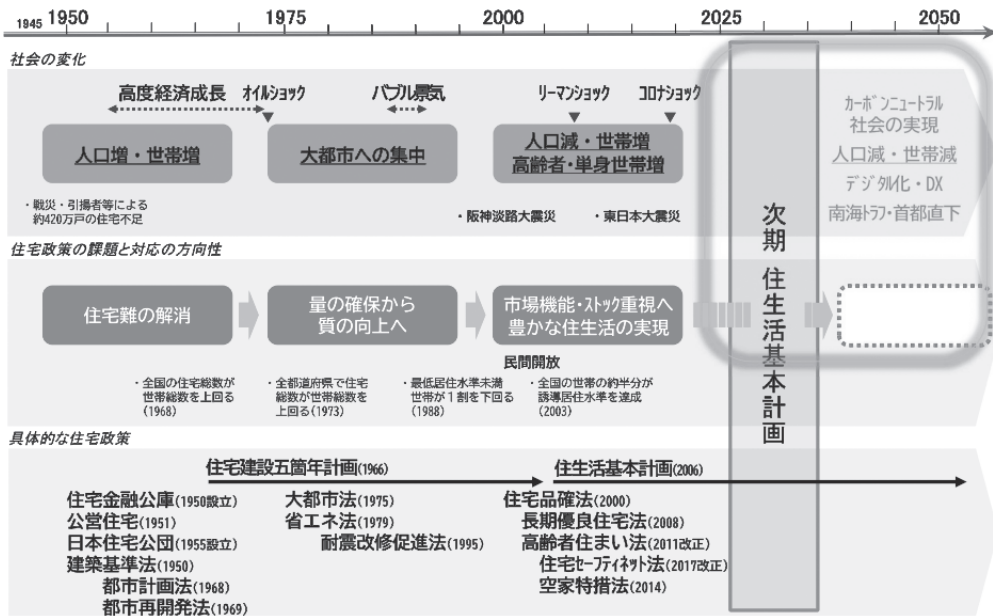 1945 1950 1975 2000 2025 2050
社会の変化
高度経済成長 オイルショック バブル景気 リーマンショック コロナショック
人口増・世帯増
大都市への集中
人口減・世帯増
高齢者・単身世帯増
カーボンニュートラル
社会の実現
人口減・世帯減
デジタル化・DX
南海トラフ・首都直下
・戦災・引揚者等による
約420万戸の住宅不足
・阪神淡路大震災
・東日本大震災
次期 住生活基本計画
住宅政策の課題と対応の方向性
住宅難の解消
量の確保から
質の向上へ
市場機能・ストック重視へ
豊かな住生活の実現
民間開放
・全国の住宅総数が
世帯総数を上回る
(1968)
・全都道府県で住宅
総数が世帯総数を
上回る(1973)
・最低居住水準未満
世帯が1割を下回る
(1988)
・全国の世帯の約半分が
誘導居住水準を達成
(2003)
具体的な住宅政策
住宅建設五箇年計画(1966)
住生活基本計画(2006)
住宅金融公庫(1950設立)
公営住宅(1951)
日本住宅公団(1955設立)
建築基準法(1950)
都市計画法(1968)
都市再開発法(1969)
大都市法(1975)
省エネ法(1979)
耐震改修促進法(1995)
住宅品確法(2000)
長期優良住宅法(2008)
高齢者住まい法(2011改正)
住宅セーフティネット法(2017改正)
空家特措法(2014)